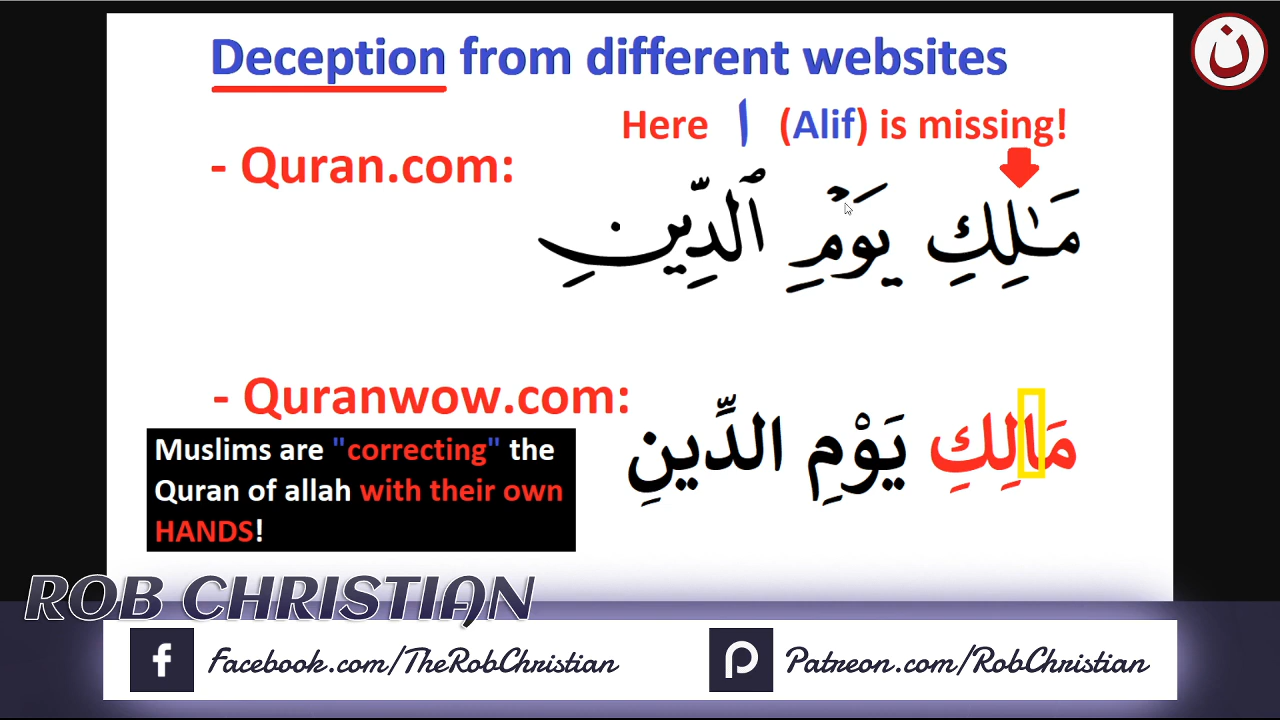 Deception from different websites
ن
Here ا (Alif) is missing!
- Quran.com:
مَـٰلِكِ يَوْمِ ٱلدِّينِ
- Quranwow.com:
مَالِكِ يَوْمِ الدِّينِ
Muslims are "correcting" the
Quran of allah with their own
HANDS!
ROB CHRISTIAN
Facebook.com/TheRobChristian
Patreon.com/RobChristian